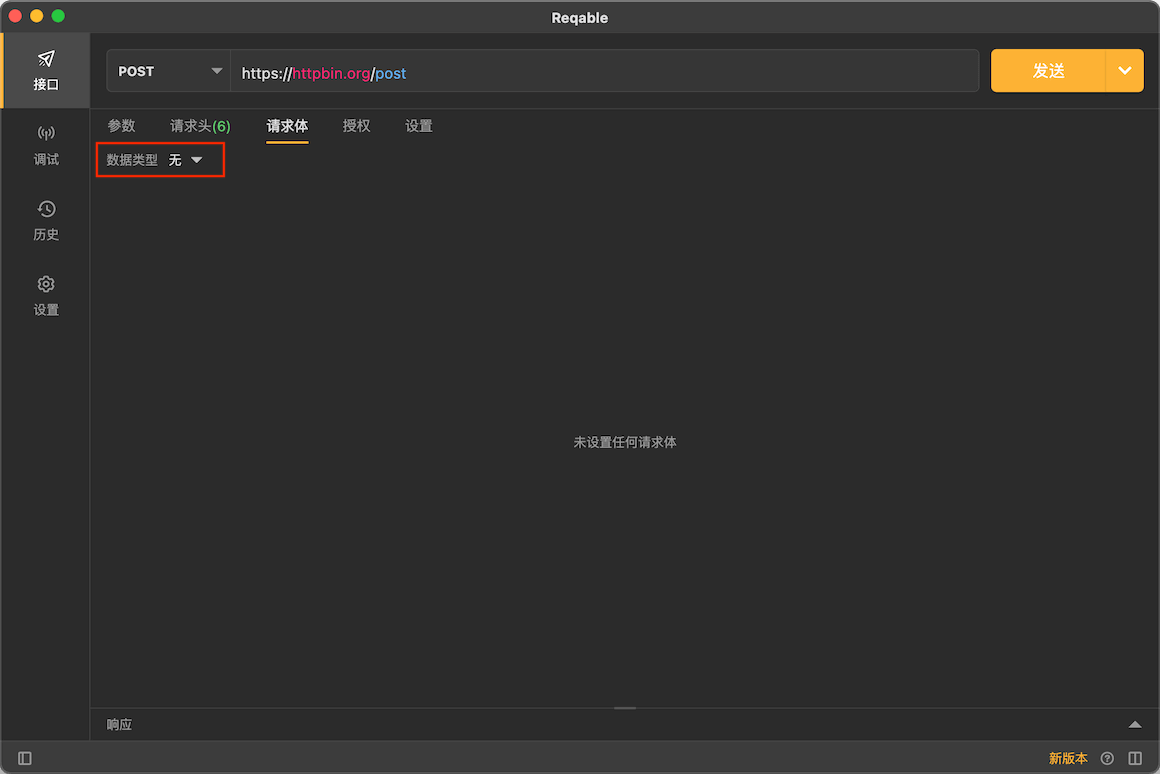 Reqable
接口
调试
历史
设置
POST
https://httpbin.org/post
发送
参数 请求头(6) 请求体 授权 设置
数据类型 无
未设置任何请求体
响应
新版本